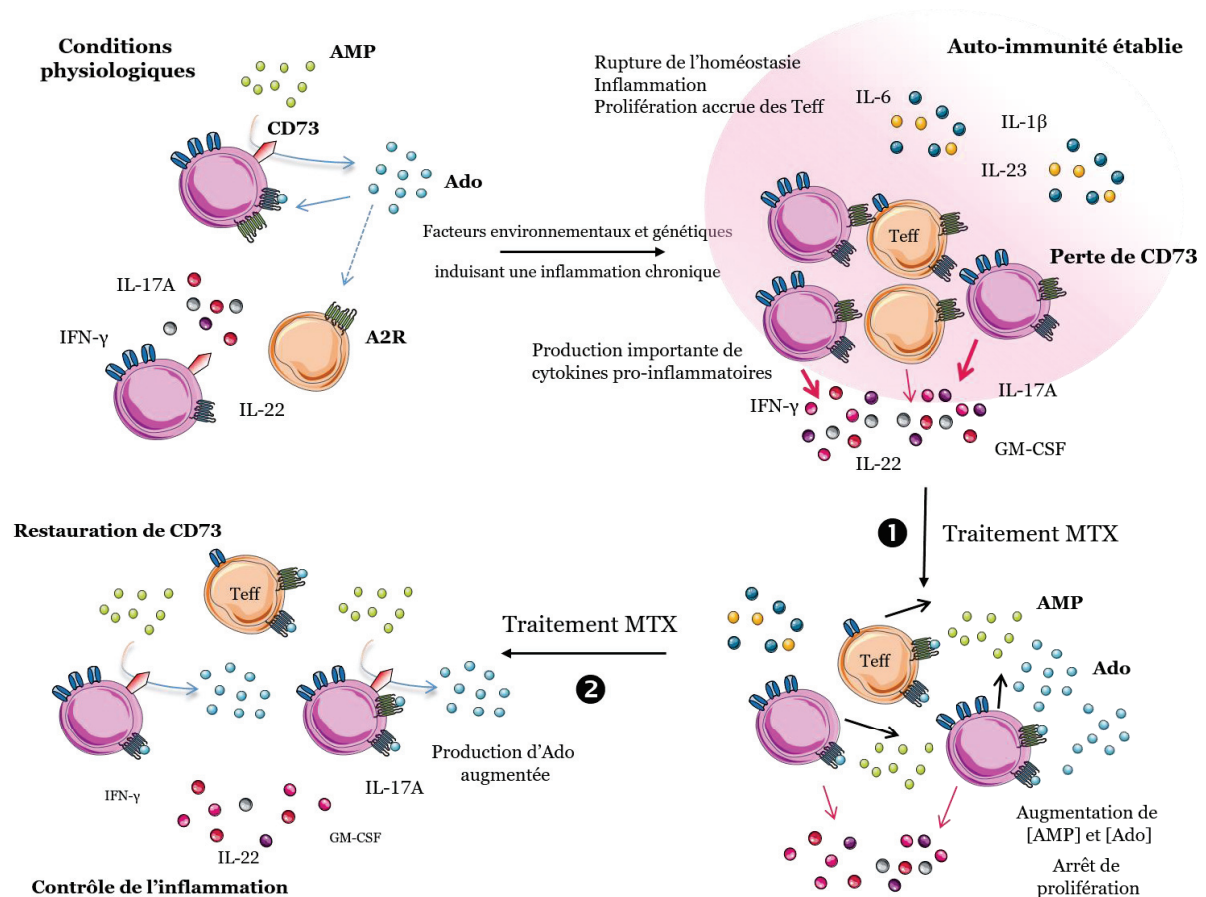 Conditions
physiologiques
AMP
CD73
Ado
IL-17A
IFN-γ
A2R
IL-22
Facteurs environnementaux et génétiques
induisant une inflammation chronique
Rupture de l'homéostasie
Inflammation
Prolifération accrue des Teff
Auto-immunité établie
IL-6
IL-1β
IL-23
Teff
Perte de CD73
Production importante de
cytokines pro-inflammatoires
IFN-γ
IL-17A
IL-22
GM-CSF
1
Traitement MTX
AMP
Teff
Ado
Augmentation de
[AMP] et [Ado]
Arrêt de
prolifération
Traitement MTX
2
Restauration de CD73
Teff
Production d'Ado
augmentée
IFN-γ
IL-17A
GM-CSF
IL-22
Contrôle de l'inflammation